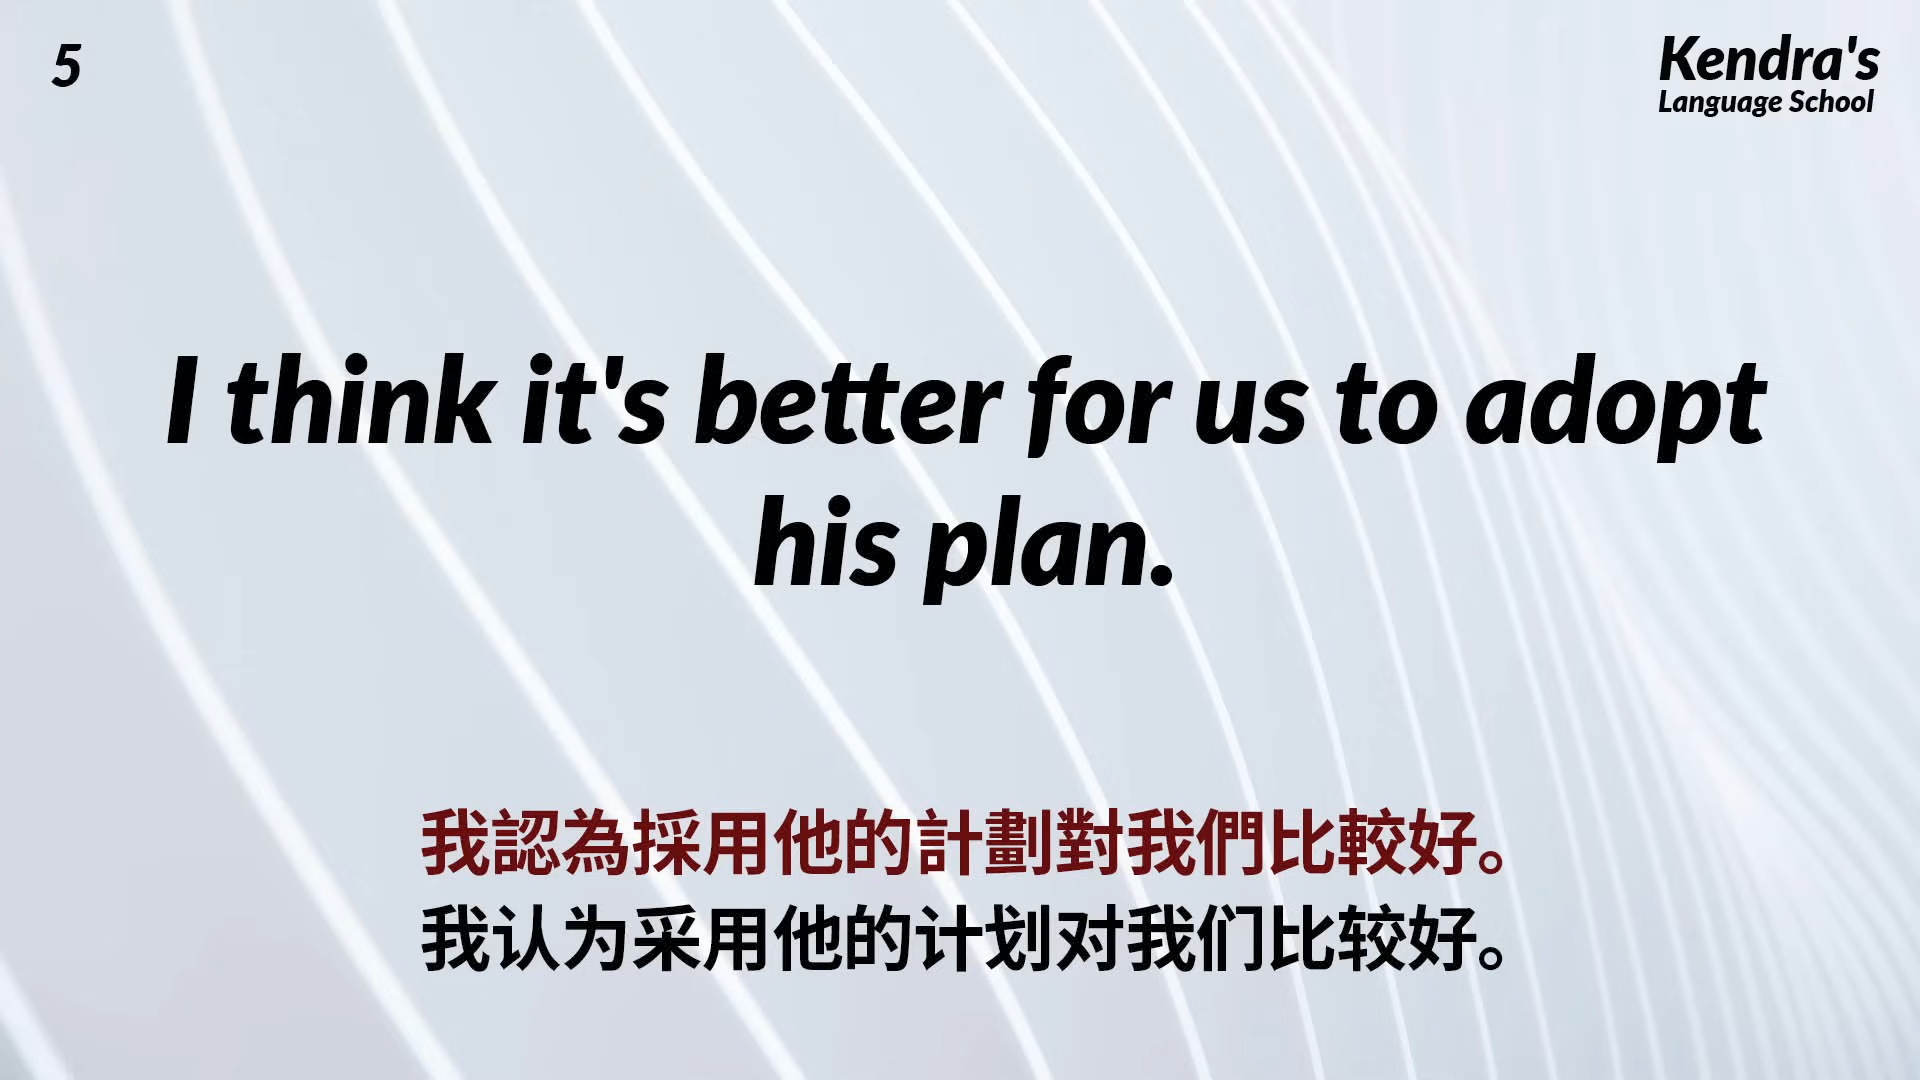 5
Kendra's
Language School
I think it's better for us to adopt
his plan.
我認為採用他的計劃對我們比較好。
我认为采用他的计划对我们比较好。